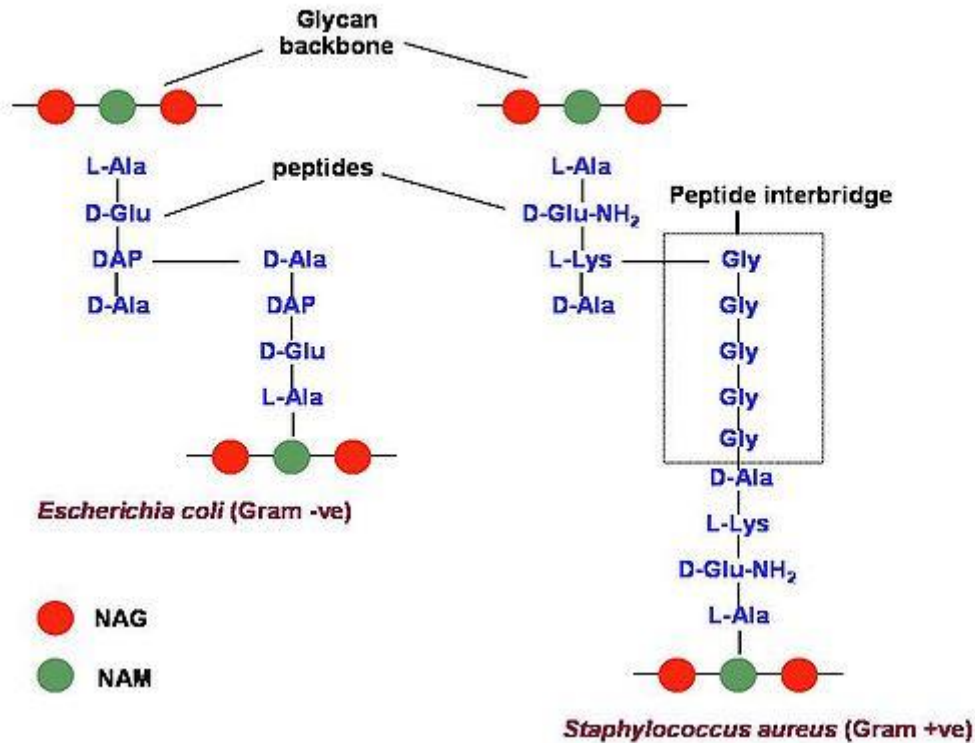 Glycan
backbone
L-Ala
D-Glu
DAP
D-Ala
peptides
D-Ala
DAP
D-Glu
L-Ala
Escherichia coli (Gram -ve)
L-Ala
D-Glu-NH₂
L-Lys
D-Ala
Peptide interbridge
Gly
Gly
Gly
Gly
Gly
D-Ala
L-Lys
D-Glu-NH₂
L-Ala
Staphylococcus aureus (Gram +ve)
NAG
NAM